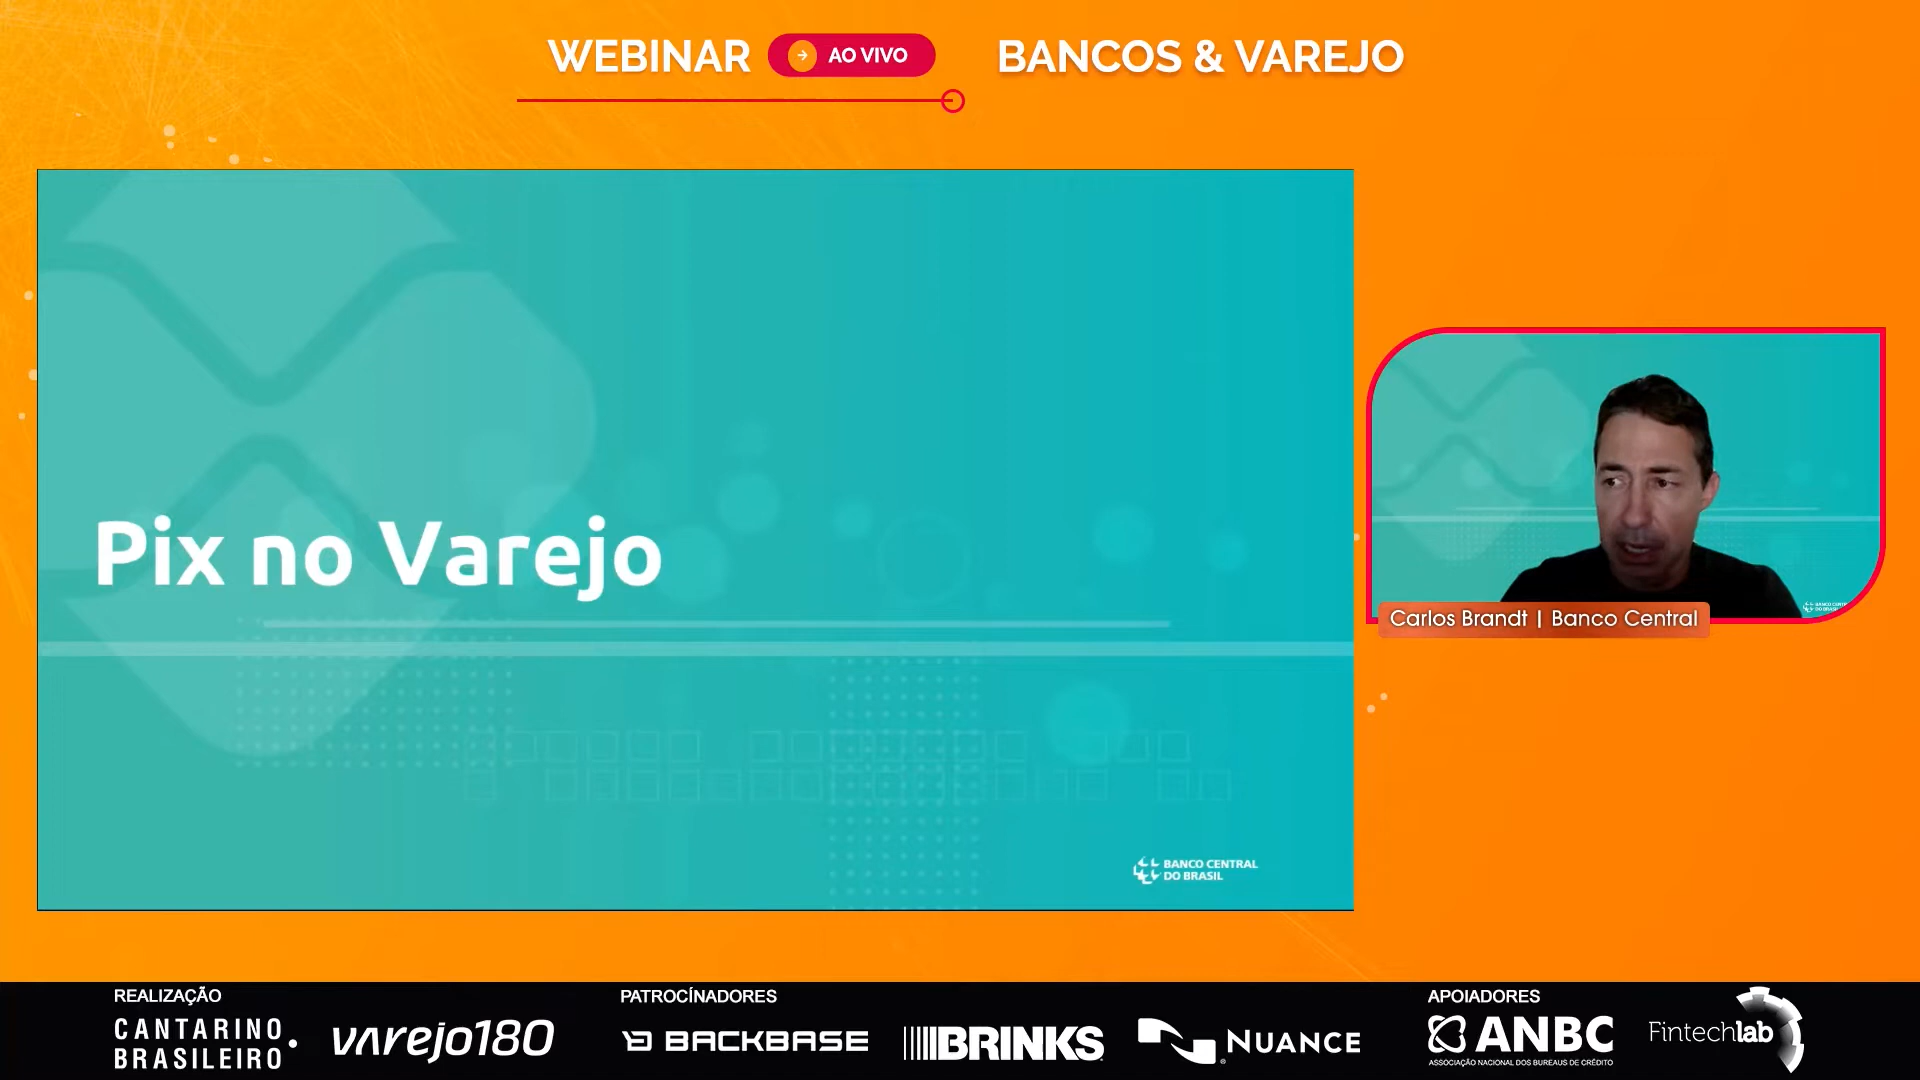 WEBINAR
AO VIVO
BANCOS & VAREJO
Pix no Varejo
BANCO CENTRAL
DO BRASIL
Carlos Brandt | Banco Central
REALIZAÇÃO
CANTARINO
BRASILEIRO
varejo180
PATROCÍNADORES
BACKBASE
BRINKS
NUANCE
APOIADORES
ANBC
ASSOCIAÇÃO NACIONAL DOS BUREAUS DE CRÉDITO
Fintechlab